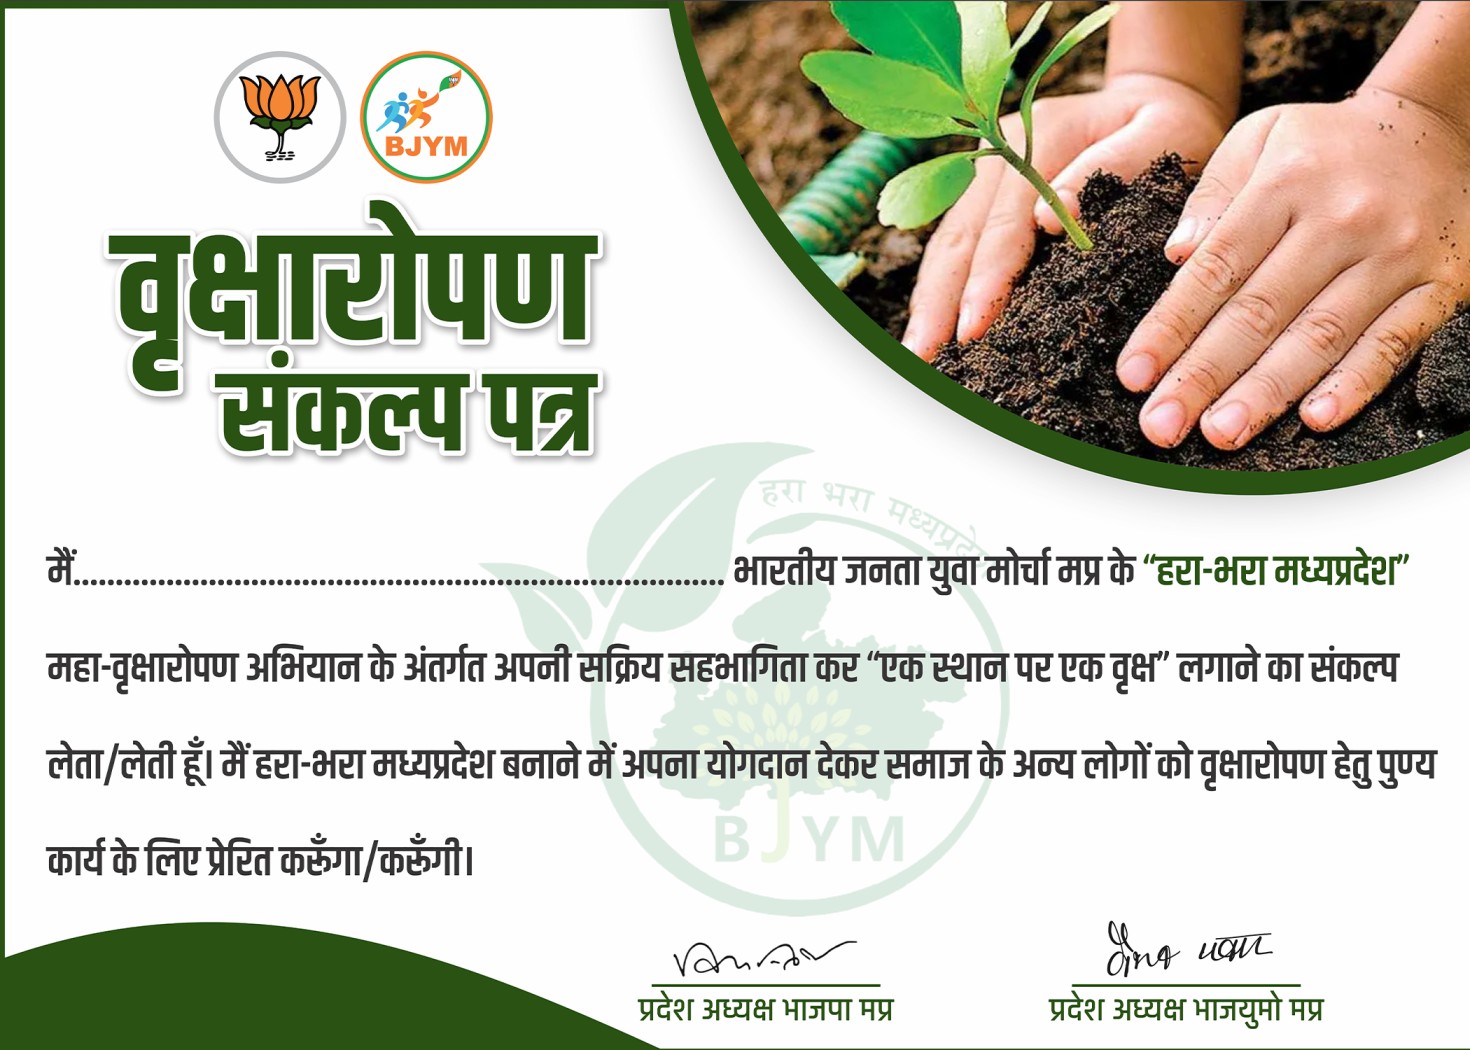 BJYM
वृक्षारोपण
संकल्प पत्र
हरा भरा मध्यप्रदेश
मैं.............................................................................. भारतीय जनता युवा मोर्चा मप्र के “हरा-भरा मध्यप्रदेश”
महा-वृक्षारोपण अभियान के अंतर्गत अपनी सक्रिय सहभागिता कर “एक स्थान पर एक वृक्ष” लगाने का संकल्प
लेता/लेती हूँ। मैं हरा-भरा मध्यप्रदेश बनाने में अपना योगदान देकर समाज के अन्य लोगों को वृक्षारोपण हेतु पुण्य
BJYM
कार्य के लिए प्रेरित करूँगा/करूँगी।
प्रदेश अध्यक्ष भाजपा मप्र
प्रदेश अध्यक्ष भाजयुमो मप्र